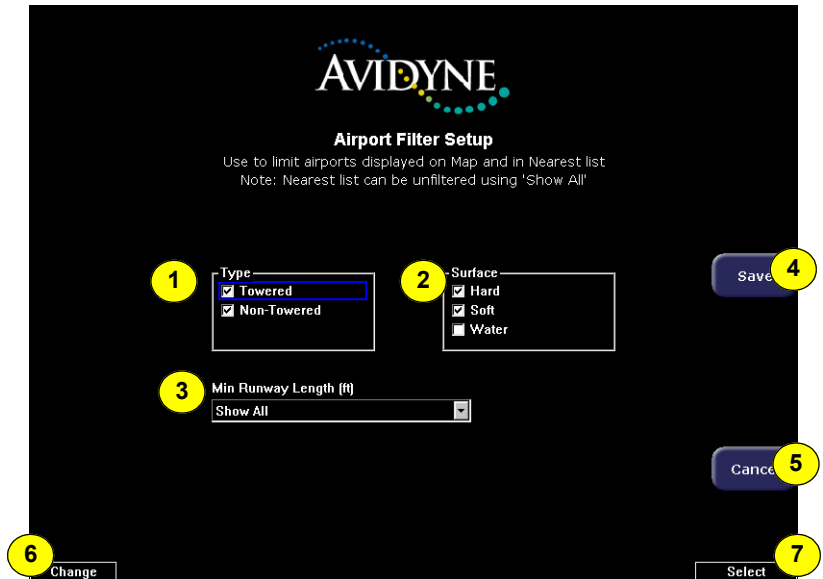 AVIDYNE
Airport Filter Setup
Use to limit airports displayed on Map and in Nearest list
Note: Nearest list can be unfiltered using 'Show All'
1
Type
Towered
Non-Towered
2
Surface
Hard
Soft
Water
Save
4
3
Min Runway Length (ft)
Show All
Cance
5
6
Change
7
Select